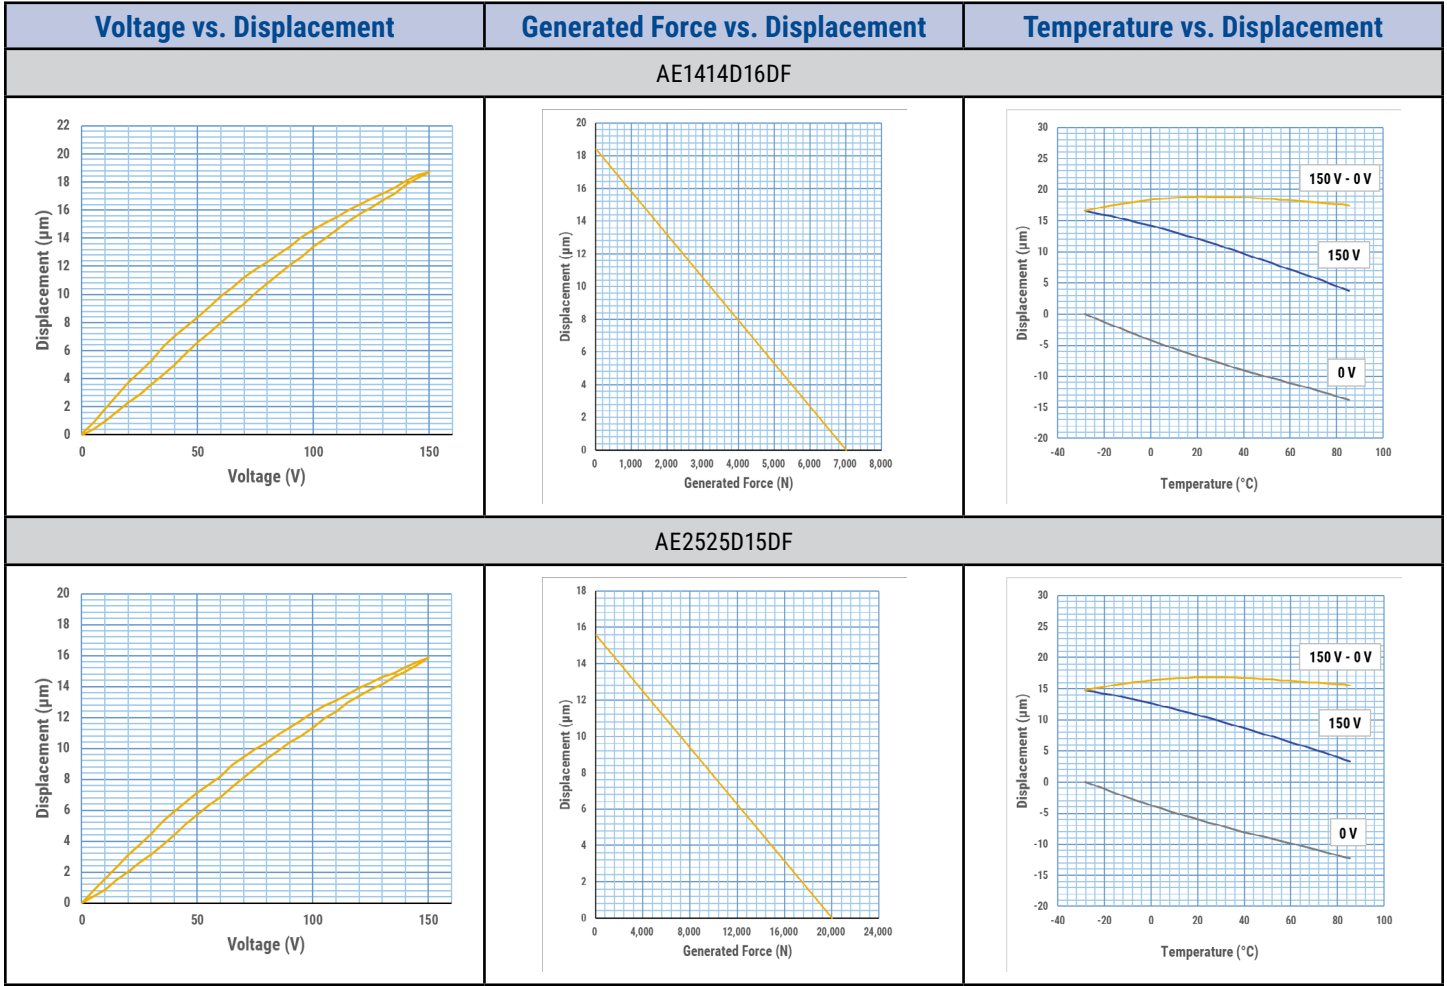 Voltage vs. Displacement
Generated Force vs. Displacement
Temperature vs. Displacement
AE1414D16DF
22
20
18
16
14
12
10
8
6
4
2
0
Displacement (µm)
0 50 100 150
Voltage (V)
20
18
16
14
12
10
8
6
4
2
0
Displacement (µm)
0 1,000 2,000 3,000 4,000 5,000 6,000 7,000 8,000
Generated Force (N)
30
25
20
15
10
5
0
-5
-10
-15
-20
Displacement (µm)
150 V - 0 V
150 V
0 V
-40 -20 0 20 40 60 80 100
Temperature (°C)
AE2525D15DF
20
18
16
14
12
10
8
6
4
2
0
Displacement (µm)
0 50 100 150
Voltage (V)
18
16
14
12
10
8
6
4
2
0
Displacement (µm)
0 4,000 8,000 12,000 16,000 20,000 24,000
Generated Force (N)
30
25
20
15
10
5
0
-5
-10
-15
-20
Displacement (µm)
150 V - 0 V
150 V
0 V
-40 -20 0 20 40 60 80 100
Temperature (°C)